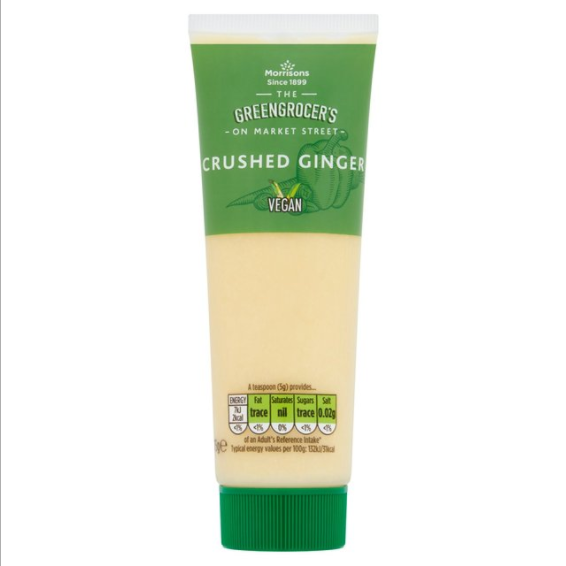 Morrisons
Since 1899
THE
GREENGROCER'S
- ON MARKET STREET -
CRUSHED GINGER
VEGAN
A teaspoon (5g) provides...
ENERGY Fat Saturates Sugars Salt
7kJ
2kcal trace nil trace 0.02g
<1% <1% 0% <1% <1%
of an Adult's Reference Intake*
Typical energy values per 100g: 132kJ/31kcal